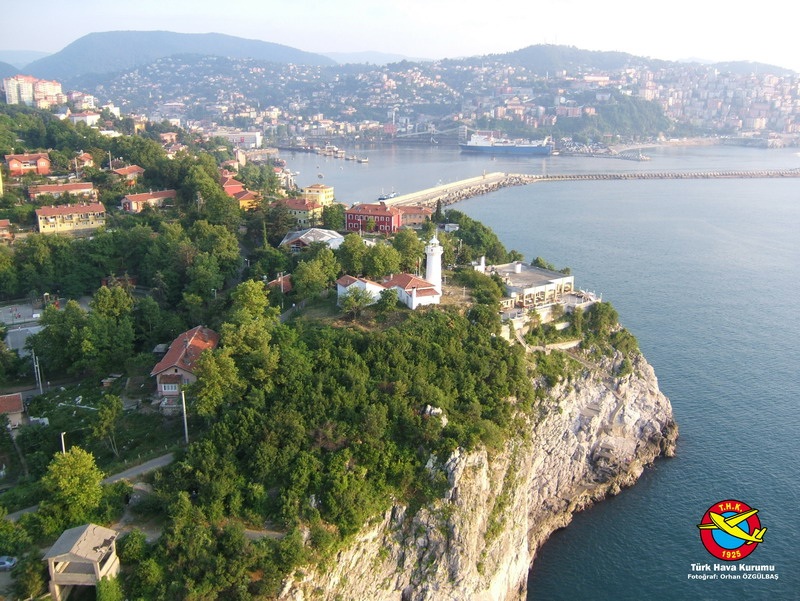 T.H.K.
1925
Türk Hava Kurumu
Fotoğraf: Orhan ÖZGÜLBAŞ